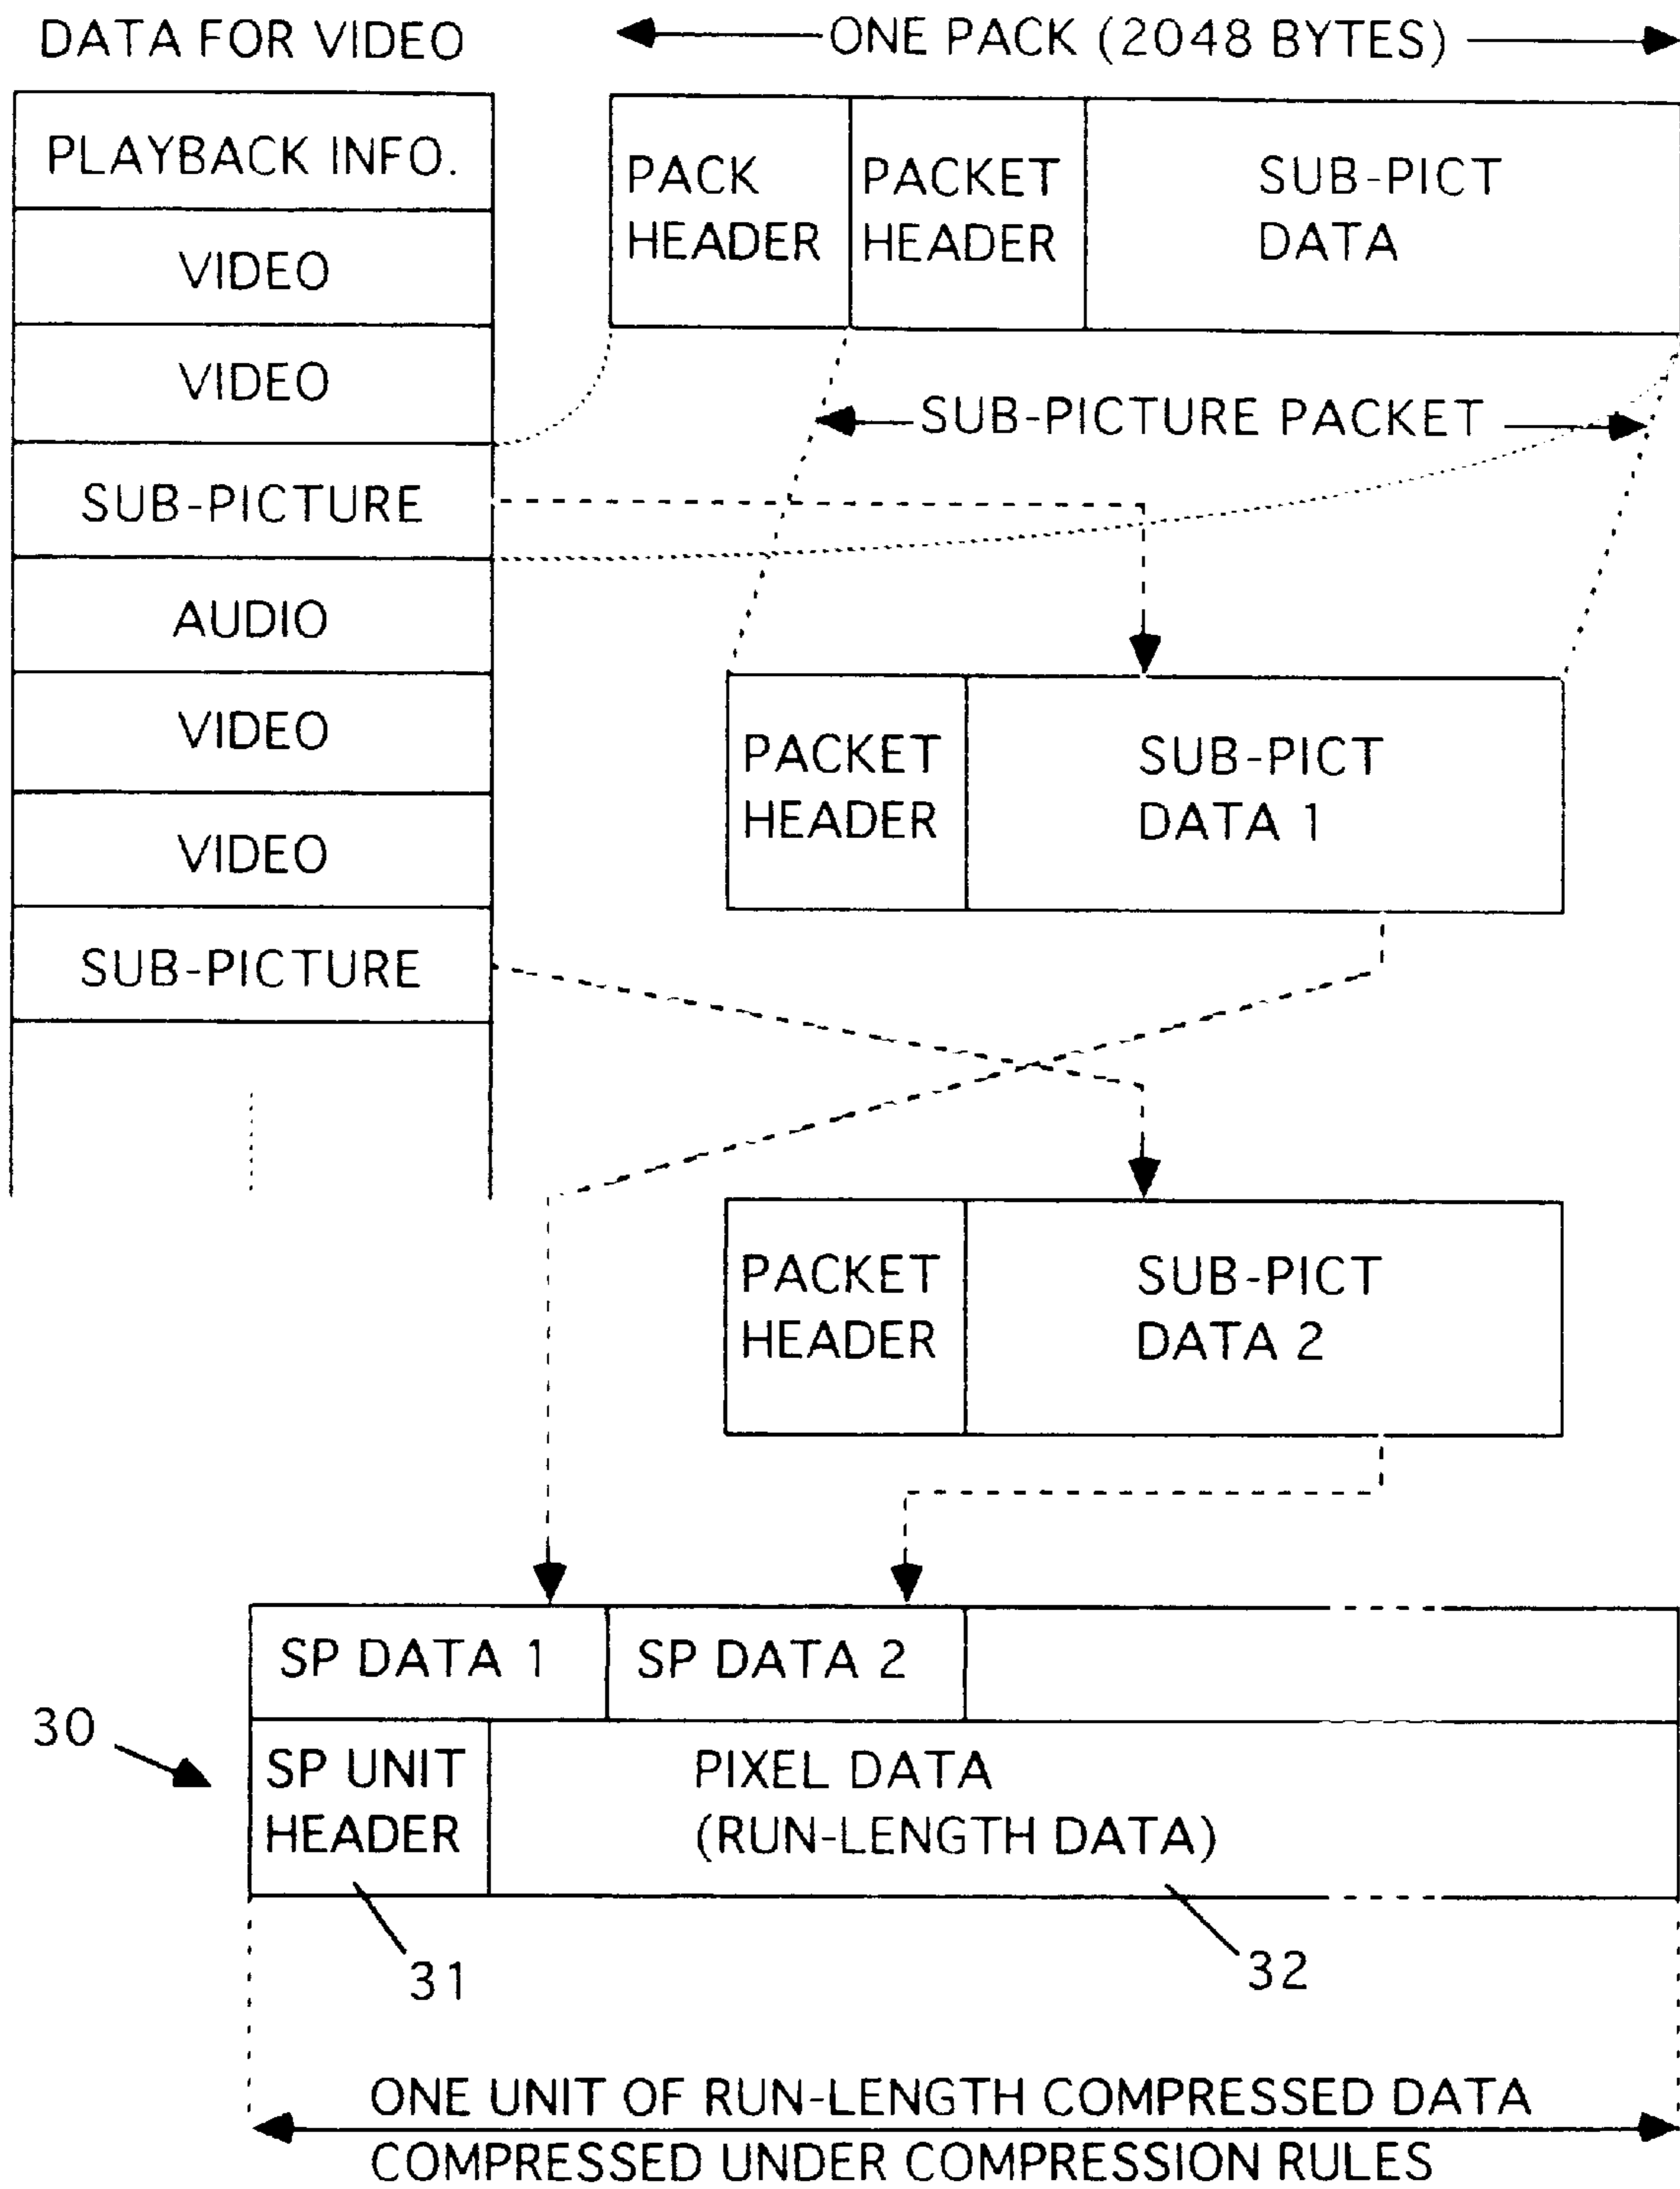 DATA FOR VIDEO
ONE PACK (2048 BYTES)
PLAYBACK INFO.
VIDEO
VIDEO
SUB-PICTURE
AUDIO
VIDEO
VIDEO
SUB-PICTURE
PACK
HEADER
PACKET
HEADER
SUB-PICT
DATA
SUB-PICTURE PACKET
PACKET
HEADER
SUB-PICT
DATA 1
PACKET
HEADER
SUB-PICT
DATA 2
SP DATA 1
SP DATA 2
30
SP UNIT
HEADER
PIXEL DATA
(RUN-LENGTH DATA)
31
32
ONE UNIT OF RUN-LENGTH COMPRESSED DATA
COMPRESSED UNDER COMPRESSION RULES